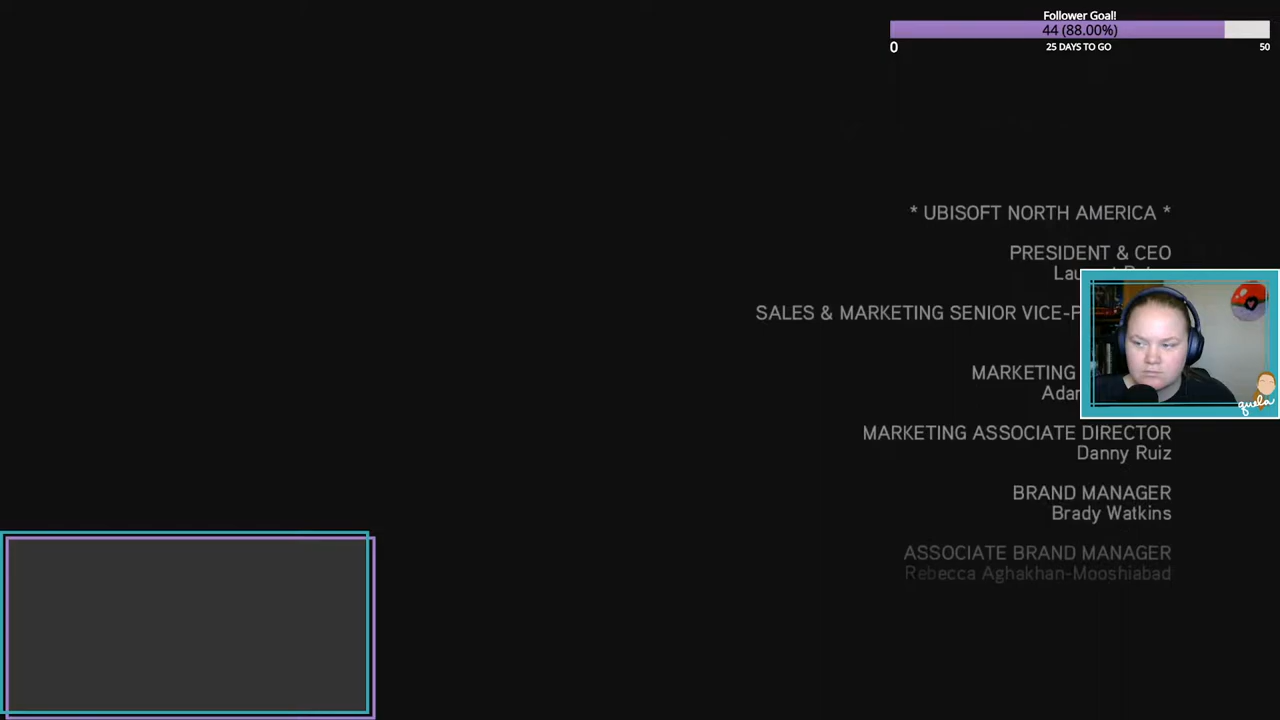 Follower Goal!
44 (88.00%)
0
25 DAYS TO GO
50
* UBISOFT NORTH AMERICA *
PRESIDENT & CEO
SALES & MARKETING SENIOR
MARKETING
MARKETING ASSOCIATE DIRECTOR
Danny Ruiz
BRAND MANAGER
Brady Watkins
ASSOCIATE BRAND MANAGER
Rebecca Aghakhan-Mooshiabad
quela